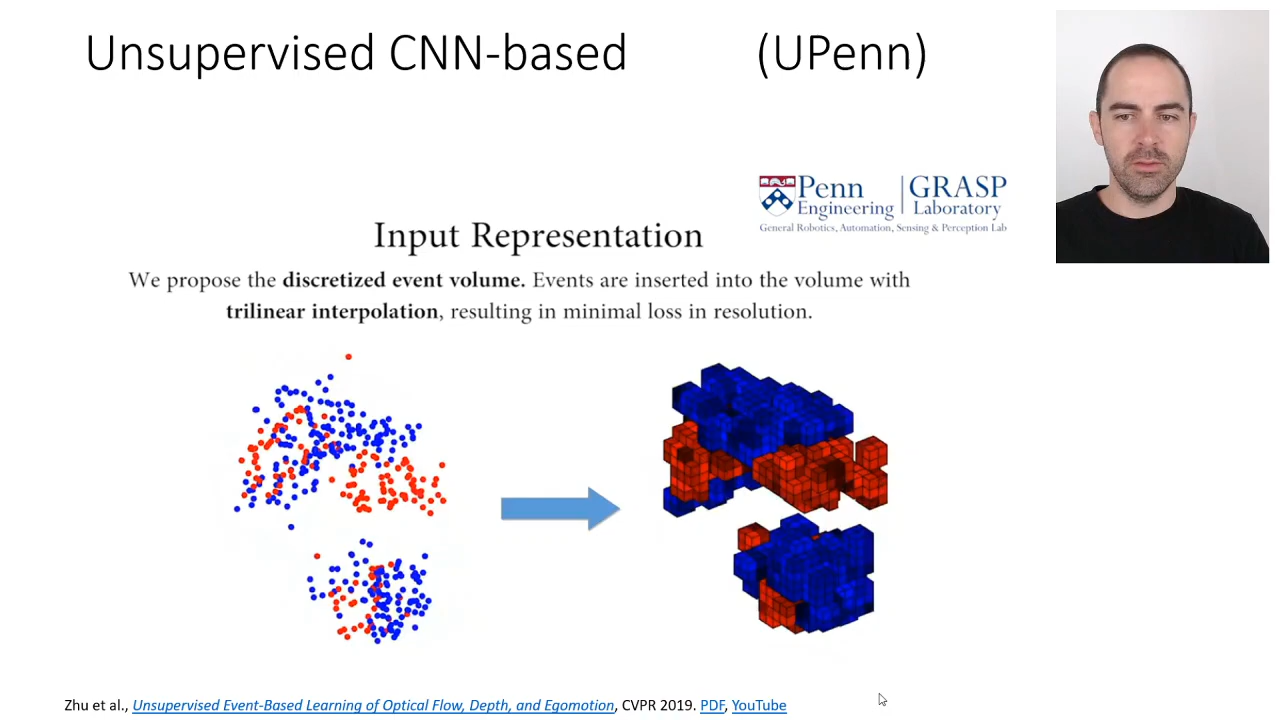 Unsupervised CNN-based (UPenn)
Penn Engineering | GRASP Laboratory
General Robotics, Automation, Sensing & Perception Lab
Input Representation
We propose the discretized event volume. Events are inserted into the volume with
trilinear interpolation, resulting in minimal loss in resolution.
Zhu et al., Unsupervised Event-Based Learning of Optical Flow, Depth, and Egomotion, CVPR 2019. PDF, YouTube